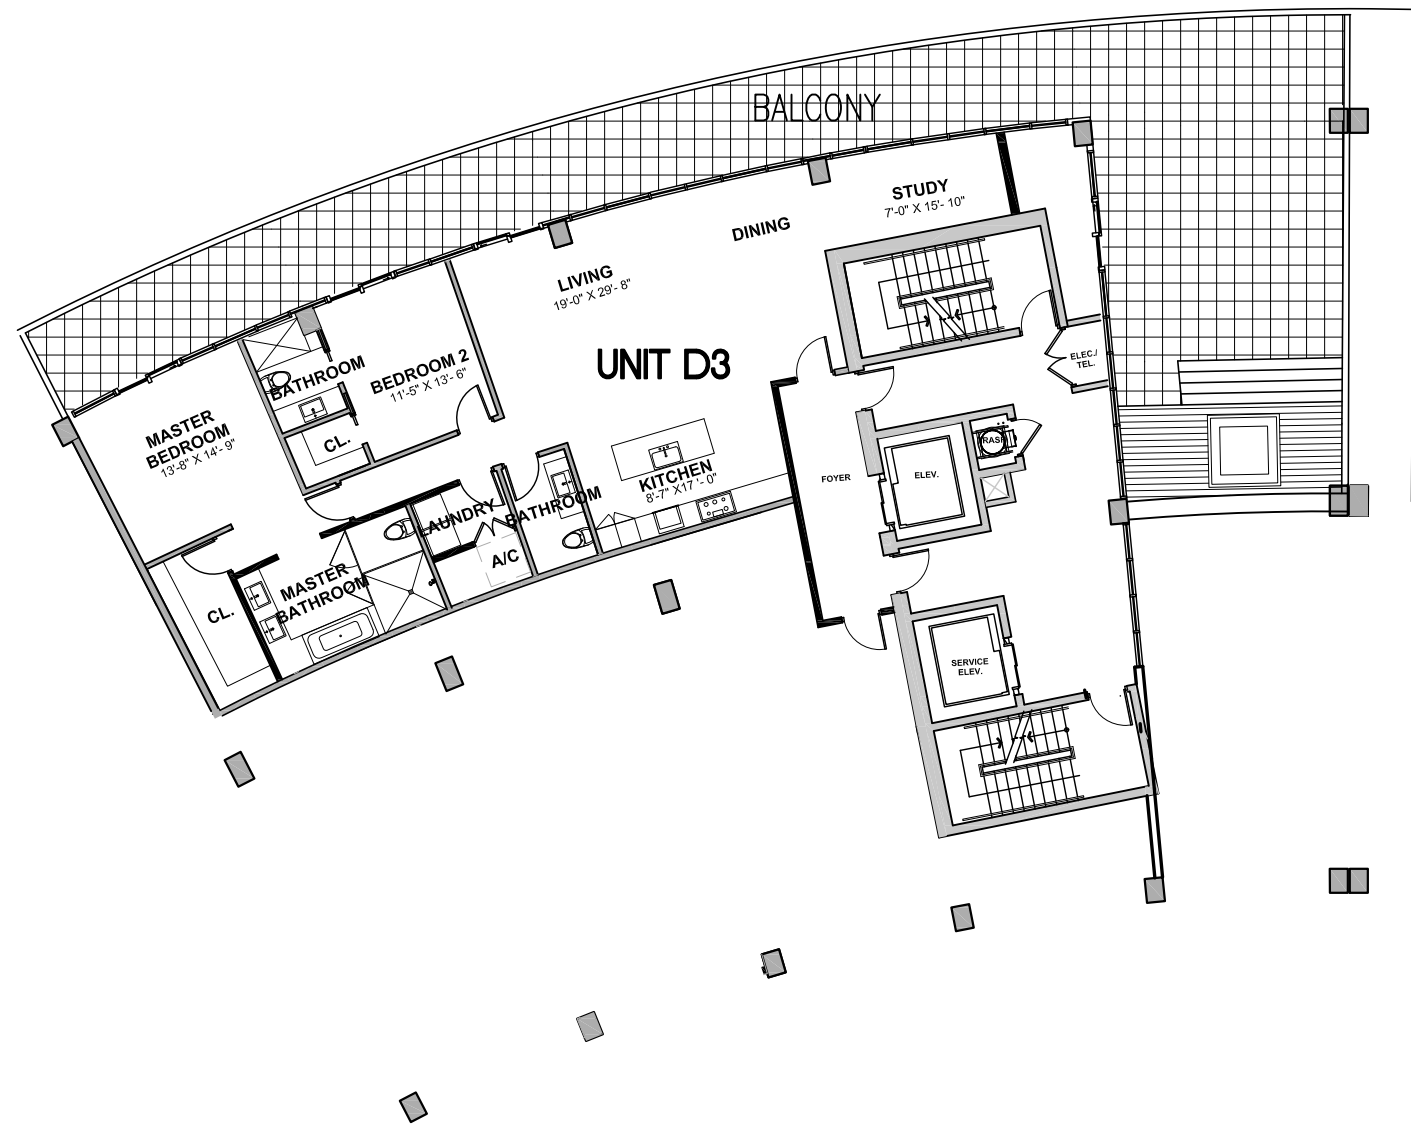 BALCONY
STUDY
7'-0" X 15'- 10"
DINING
LIVING
19'-0" X 29'- 8"
UNIT D3
BATHROOM
BEDROOM 2
11'-5" X 13'- 6"
ELEC./
TEL.
MASTER
BEDROOM
13'-8" X 14'- 9"
CL.
TRASH
KITCHEN
8'-7" X17 '- 0"
FOYER
ELEV.
LAUNDRY
BATHROOM
A/C
MASTER
BATHROOM
CL.
SERVICE
ELEV.